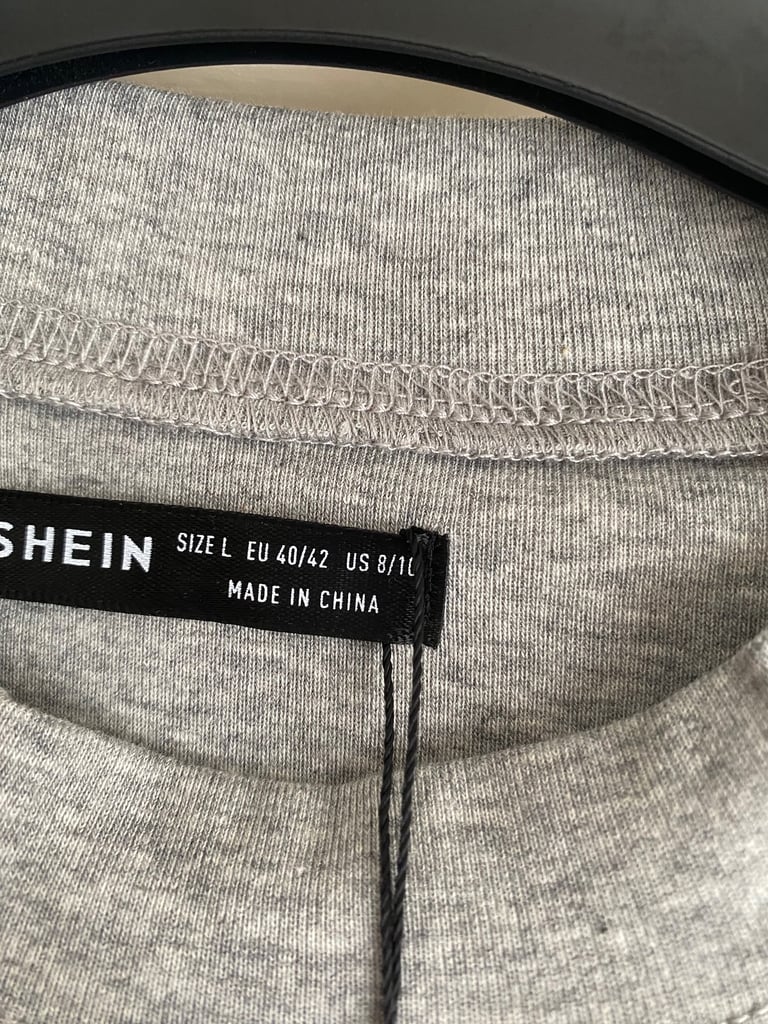 SHEIN
SIZE L EU 40/42 US 8/10
MADE IN CHINA